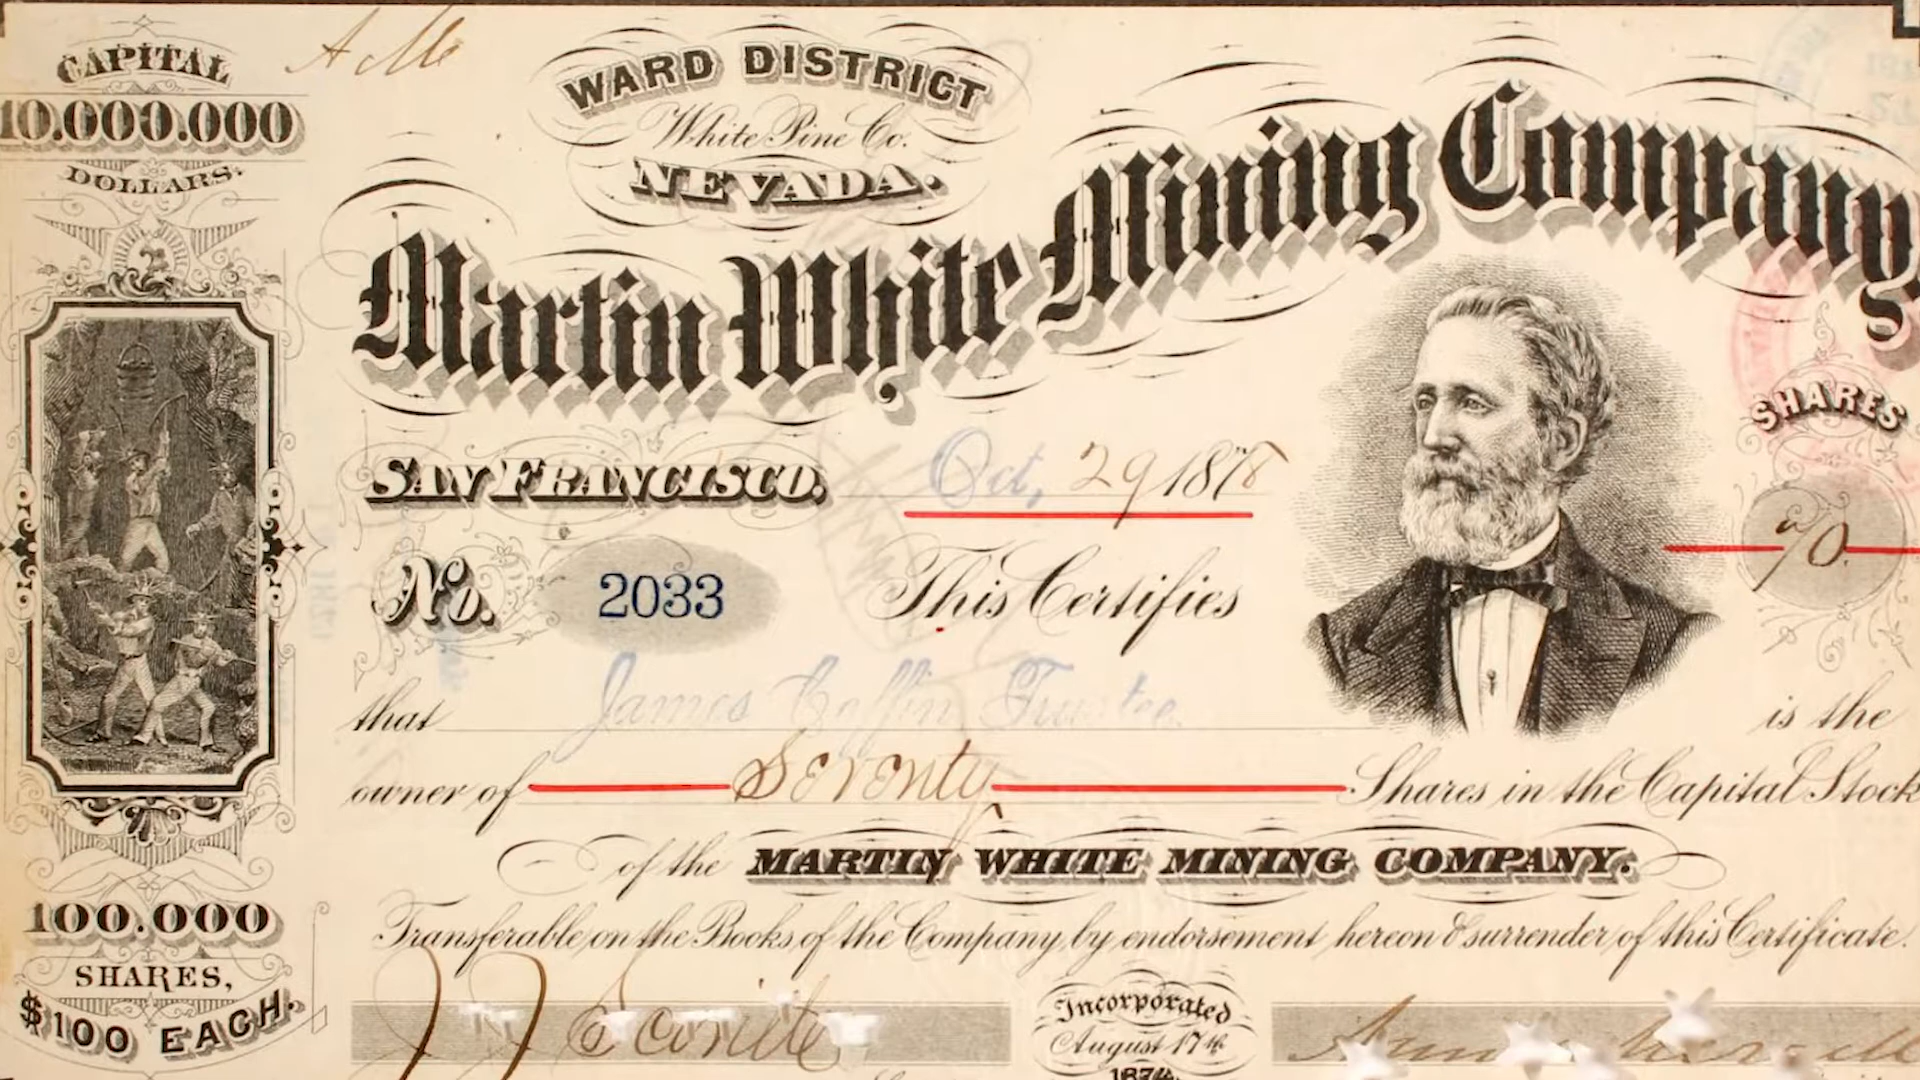 CAPITAL
10.000.000
DOLLARS.
WARD DISTRICT
White Pine Co.
NEVADA.
Martin White Mining Company
SHARES
70.
SAN FRANCISCO. Oct, 29 1878
No. 2033 This Certifies
that James Coffin Trustee is the
owner of Seventy Shares in the Capital Stock
of the MARTIN WHITE MINING COMPANY.
Transferable on the Books of the Company by endorsement hereon & surrender of this Certificate.
100.000
SHARES,
$100 EACH.
Incorporated
August 17th
1874.